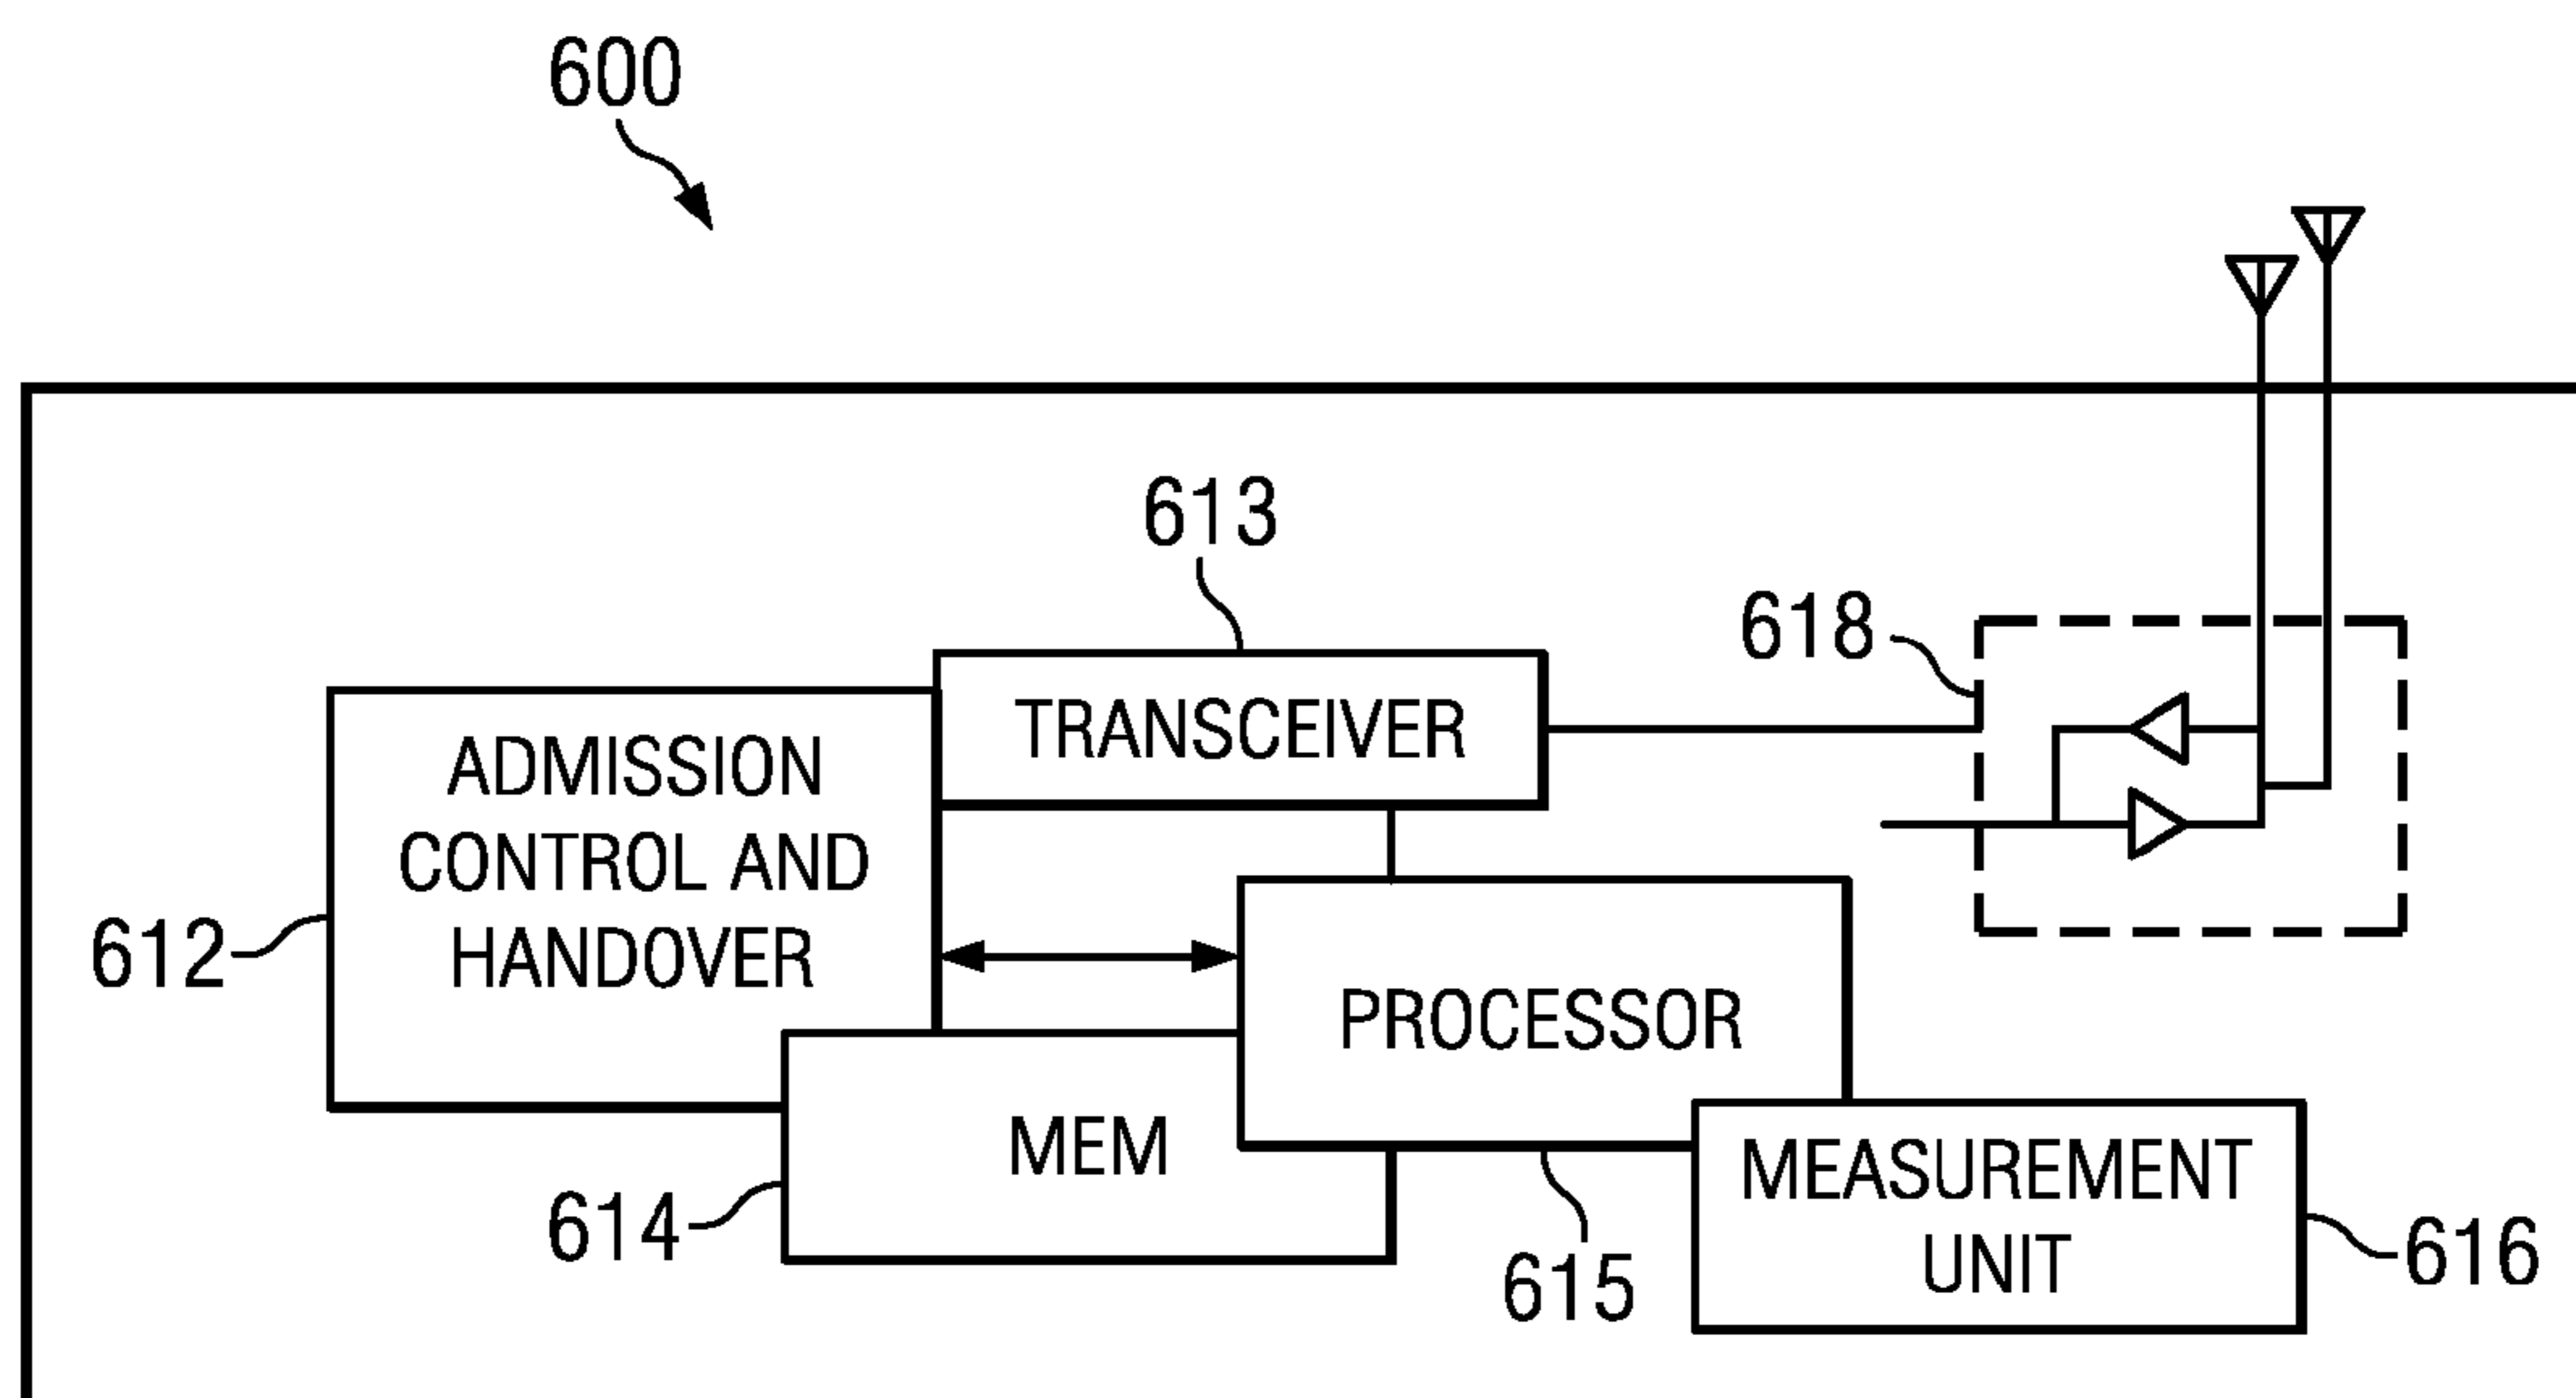 600
613
TRANSCEIVER
618
ADMISSION
CONTROL AND
HANDOVER
612
PROCESSOR
MEM
614
615
MEASUREMENT
UNIT
616